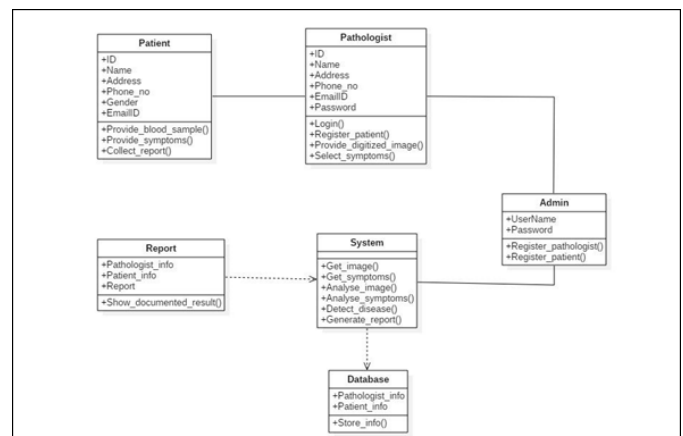 Patient
+ID
+Name
+Address
+Phone_no
+Gender
+EmailID
+Provide_blood_sample()
+Provide_symptoms()
+Collect_report()
Pathologist
+ID
+Name
+Address
+Phone_no
+EmailID
+Password
+Login()
+Register_patient()
+Provide_digitized_image()
+Select_symptoms()
Admin
+UserName
+Password
+Register_pathologist()
+Register_patient()
Report
+Pathologist_info
+Patient_info
+Report
+Show_documented_result()
System
+Get_image()
+Get_symptoms()
+Analyse_image()
+Analyse_symptoms()
+Detect_disease()
+Generate_report()
Database
+Pathologist_info
+Patient_info
+Store_info()